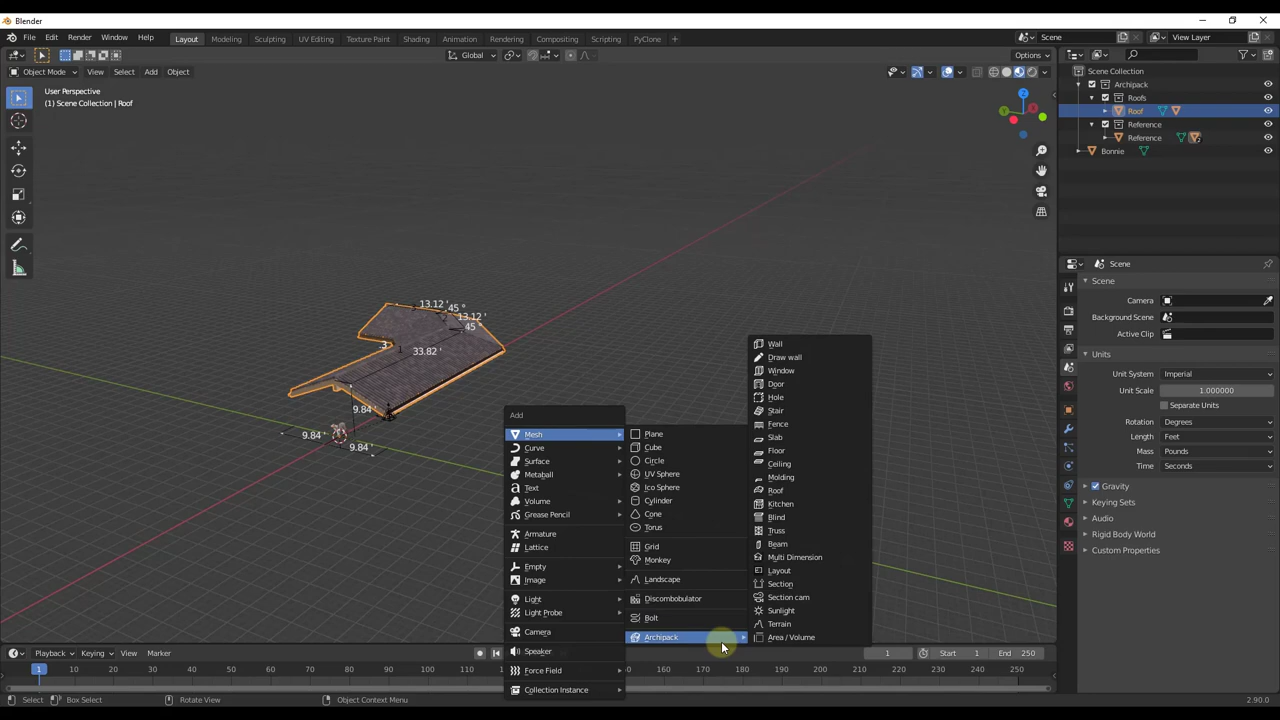 Blender
File Edit Render Window Help Layout Modeling Sculpting UV Editing Texture Paint Shading Animation Rendering Compositing Scripting PyClone + Scene View Layer
Global Options
Object Mode View Select Add Object
User Perspective
(1) Scene Collection | Roof
Scene Collection
Archipack
Roofs
Roof
Reference
Reference
Bonnie
Z
Y
X
13.12 '
45 °
13.12 '
45 °
.3
33.82 '
9.84 '
9.84 '
9.84 '
Add
Mesh
Curve
Surface
Metaball
Text
Volume
Grease Pencil
Armature
Lattice
Empty
Image
Light
Light Probe
Camera
Speaker
Force Field
Collection Instance
Plane
Cube
Circle
UV Sphere
Ico Sphere
Cylinder
Cone
Torus
Grid
Monkey
Landscape
Discombobulator
Bolt
Archipack
Wall
Draw wall
Window
Door
Hole
Stair
Fence
Slab
Floor
Ceiling
Molding
Roof
Kitchen
Blind
Truss
Beam
Multi Dimension
Layout
Section
Section cam
Sunlight
Terrain
Area / Volume
Scene
Scene
Camera
Background Scene
Active Clip
Units
Unit System Imperial
Unit Scale 1.000000
Separate Units
Rotation Degrees
Length Feet
Mass Pounds
Time Seconds
Gravity
Keying Sets
Audio
Rigid Body World
Custom Properties
Playback Keying View Marker 1 Start 1 End 250
1 10 20 30 40 50 60 70 80 90 100 160 170 180 190 200 210 220 230 240 250
Select Box Select Rotate View Object Context Menu 2.90.0